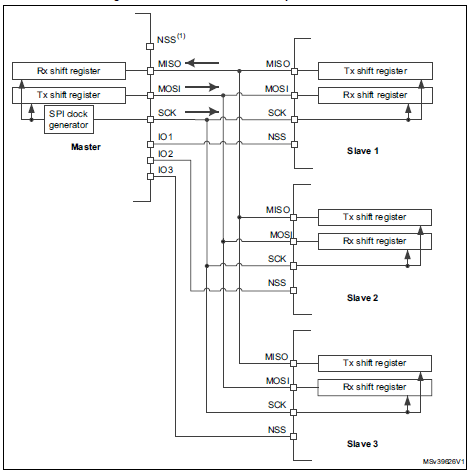 NSS(1)
MISO
MISO
Rx shift register
Tx shift register
MOSI
MOSI
Tx shift register
Rx shift register
SPI clock
generator
SCK
SCK
Master
IO1
NSS
Slave 1
IO2
IO3
MISO
Tx shift register
MOSI
Rx shift register
SCK
NSS
Slave 2
MISO
Tx shift register
MOSI
Rx shift register
SCK
NSS
Slave 3
MSv39626V1